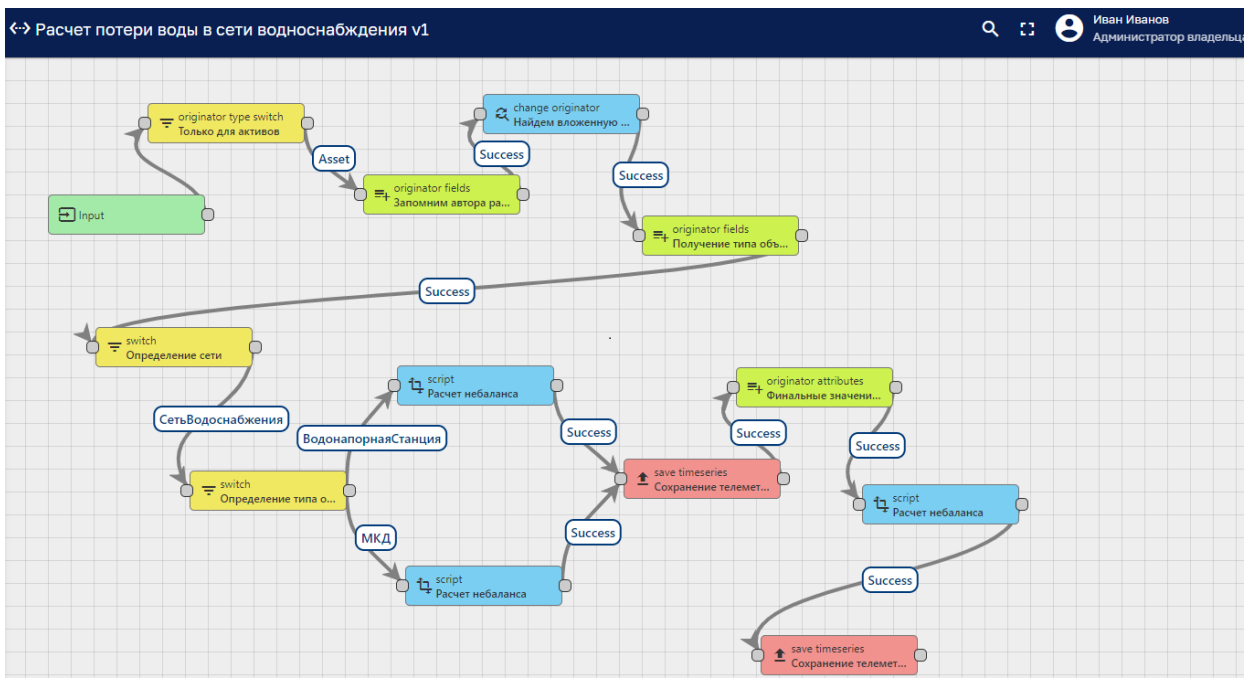 Расчет потери воды в сети водноснабждения v1
Иван Иванов
Администратор владельца
originator type switch
Только для активов
change originator
Найдем вложенную ...
Asset
Success
Success
originator fields
Запомним автора ра...
Input
originator fields
Получение типа объ...
Success
switch
Определение сети
script
Расчет небаланса
originator attributes
Финальные значени...
СетьВодоснабжения
ВодонапорнаяСтанция
Success
Success
Success
switch
Определение типа о...
save timeseries
Сохранение телемет...
script
Расчет небаланса
МКД
Success
script
Расчет небаланса
Success
save timeseries
Сохранение телемет...